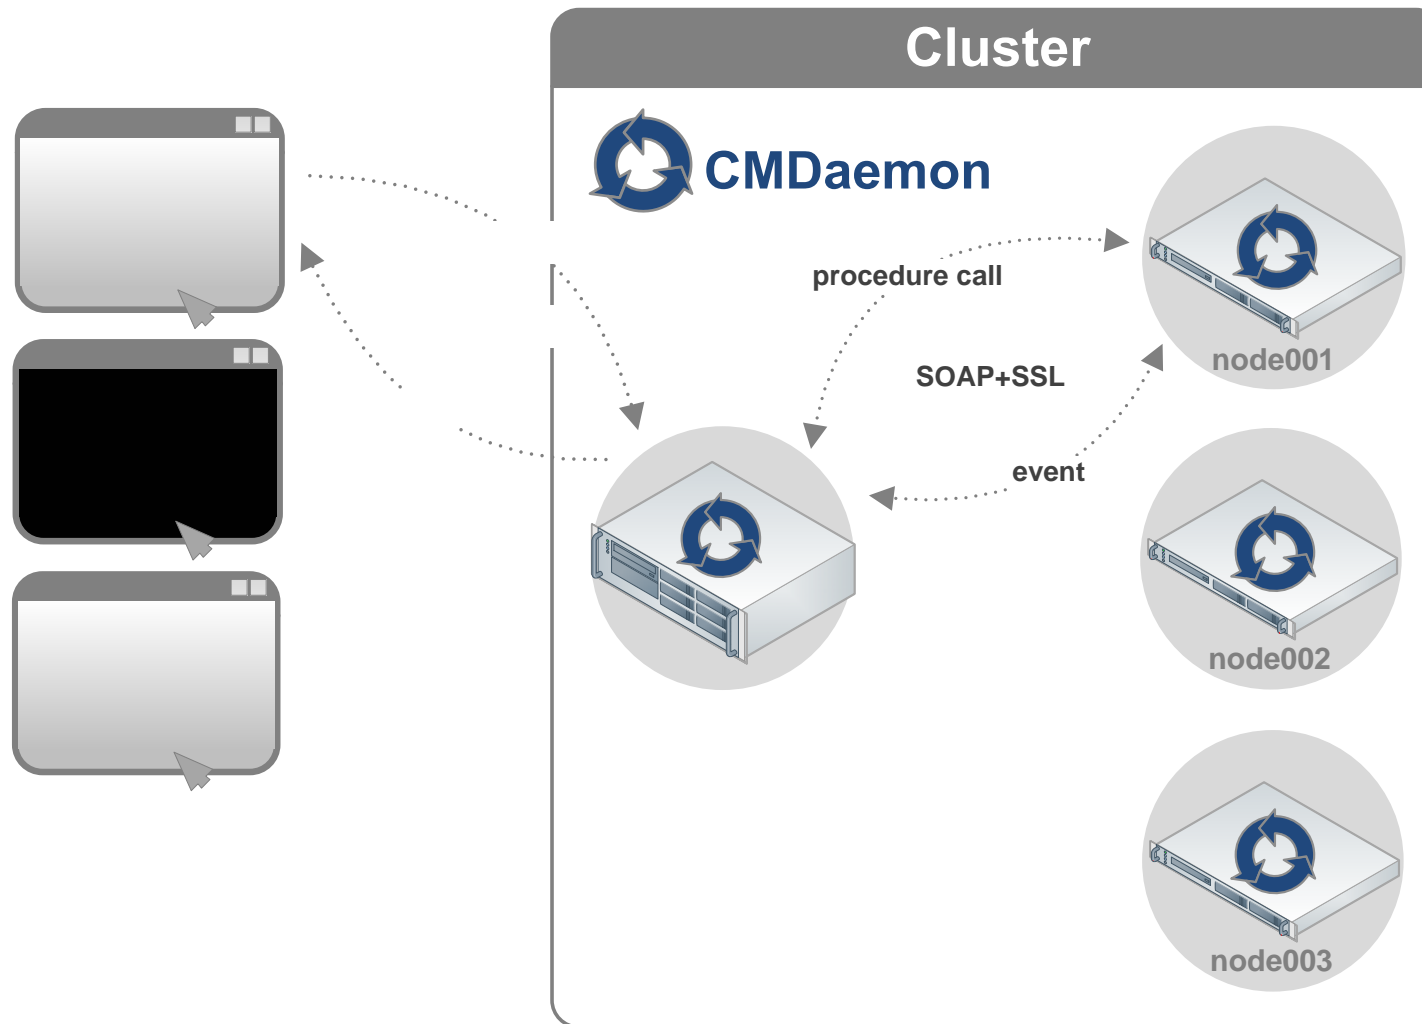 Cluster
CMDaemon
procedure call
SOAP+SSL
event
node001
node002
node003